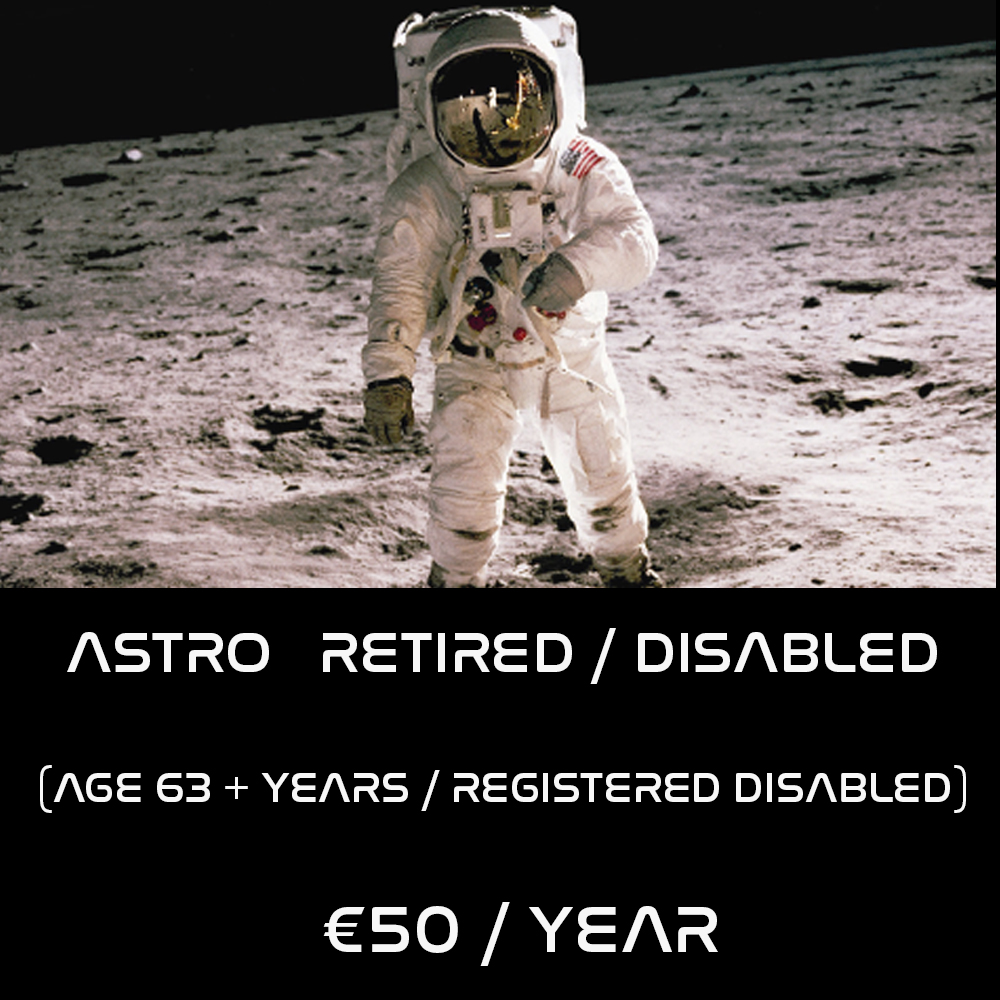 ASTRO RETIRED / DISABLED
(AGE 63 + YEARS / REGISTERED DISABLED)
€50 / YEAR